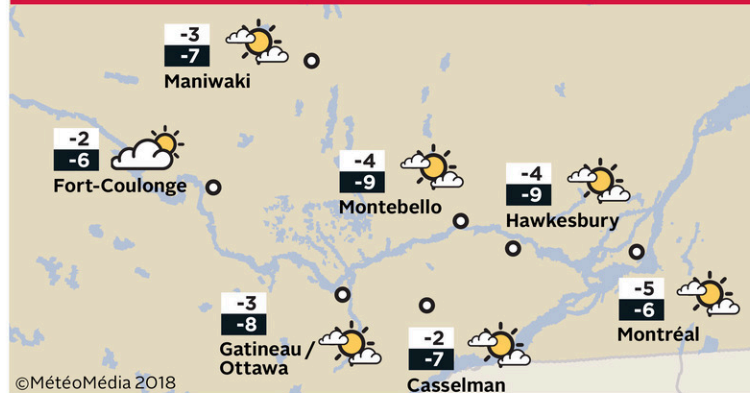 -3
-7
Maniwaki
-2
-6
Fort-Coulonge
-4
-9
Montebello
-4
-9
Hawkesbury
-5
-6
Montréal
-3
-8
Gatineau /
Ottawa
-2
-7
Casselman
©MétéoMédia 2018